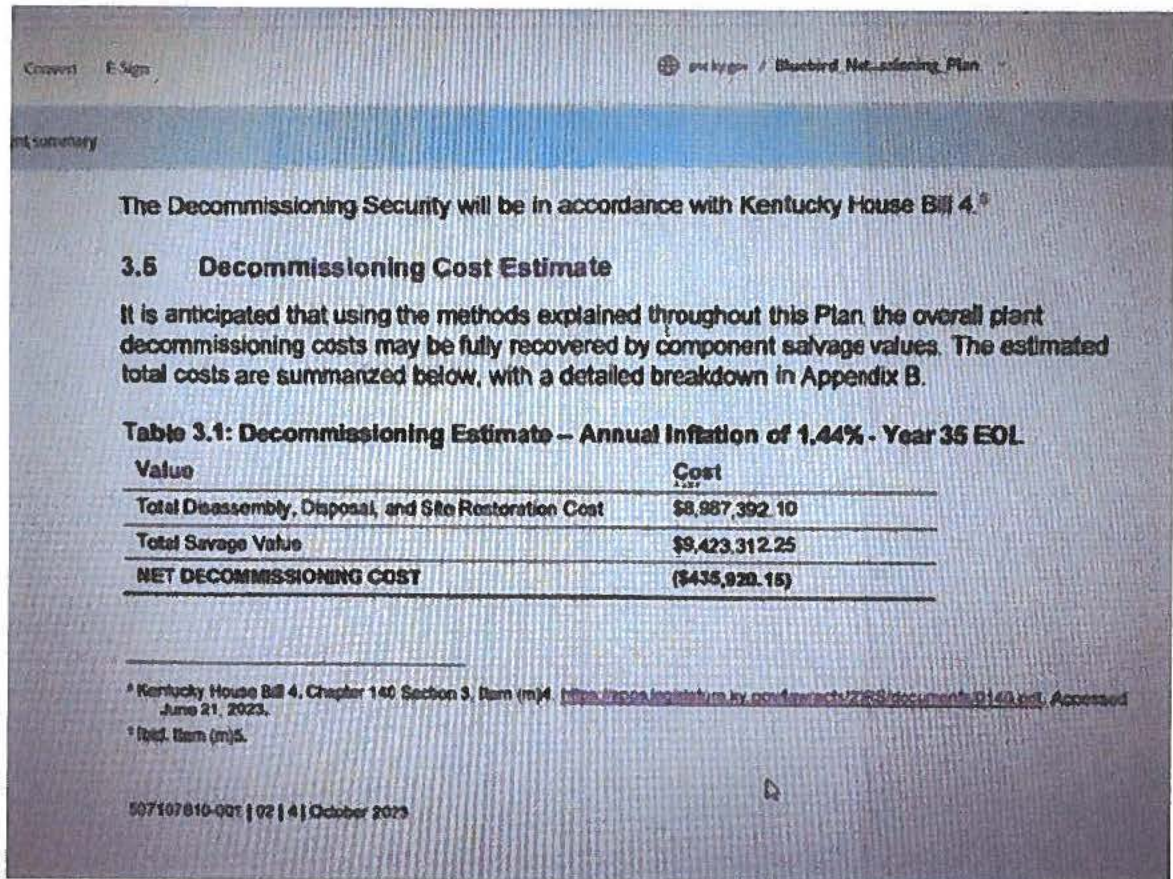 Convert E-Sign
/ Bluebird_Net_ssioning_Plan
summary
The Decommissioning Security will be in accordance with Kentucky House Bill 4.
3.5 Decommissioning Cost Estimate
It is anticipated that using the methods explained throughout this Plan the overall plant
decommissioning costs may be fully recovered by component salvage values. The estimated
total costs are summarized below, with a detailed breakdown in Appendix B.
Table 3.1: Decommissioning Estimate – Annual Inflation of 1.44% - Year 35 EOL
Value Cost
Total Disassembly, Disposal, and Site Restoration Cost $8,987,392.10
Total Savage Value $9,423,312.25
NET DECOMMISSIONING COST ($435,920.15)
Kentucky House Bill 4, Chapter 140 Section 3, Item (m)4. Accessed
June 21, 2023.
Ibid. Item (m)5.
507107810-001 | 02 | 4 | October 2023